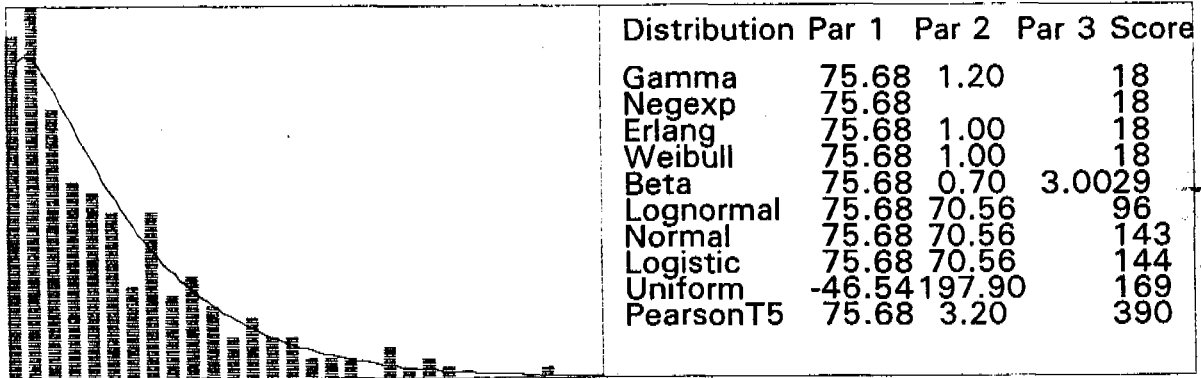 Distribution Par 1 Par 2 Par 3 Score
Gamma 75.68 1.20 18
Negexp 75.68 18
Erlang 75.68 1.00 18
Weibull 75.68 1.00 18
Beta 75.68 0.70 3.0029
Lognormal 75.68 70.56 96
Normal 75.68 70.56 143
Logistic 75.68 70.56 144
Uniform -46.54197.90 169
PearsonT5 75.68 3.20 390